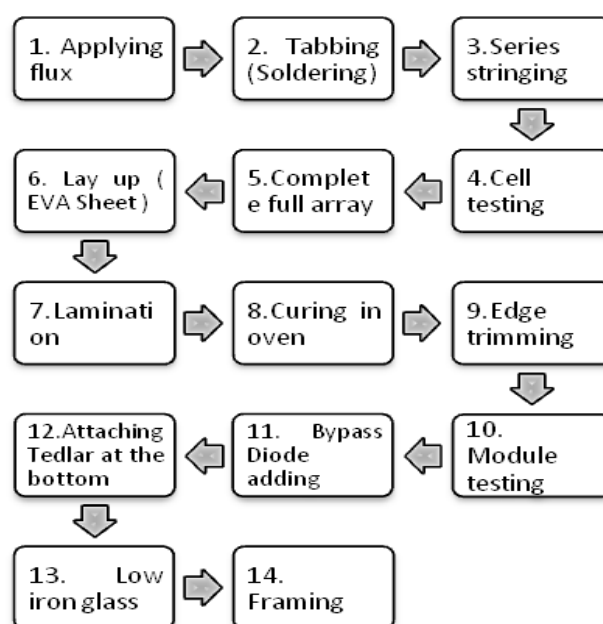 1. Applying
flux
2. Tabbing
(Soldering)
3.Series
stringing
4.Cell
testing
5.Complet
e full array
6. Lay up (
EVA Sheet)
7.Laminati
on
8.Curing in
oven
9.Edge
trimming
10.
Module
testing
11. Bypass
Diode
adding
12.Attaching
Tedlar at the
bottom
13. Low
iron glass
14.
Framing